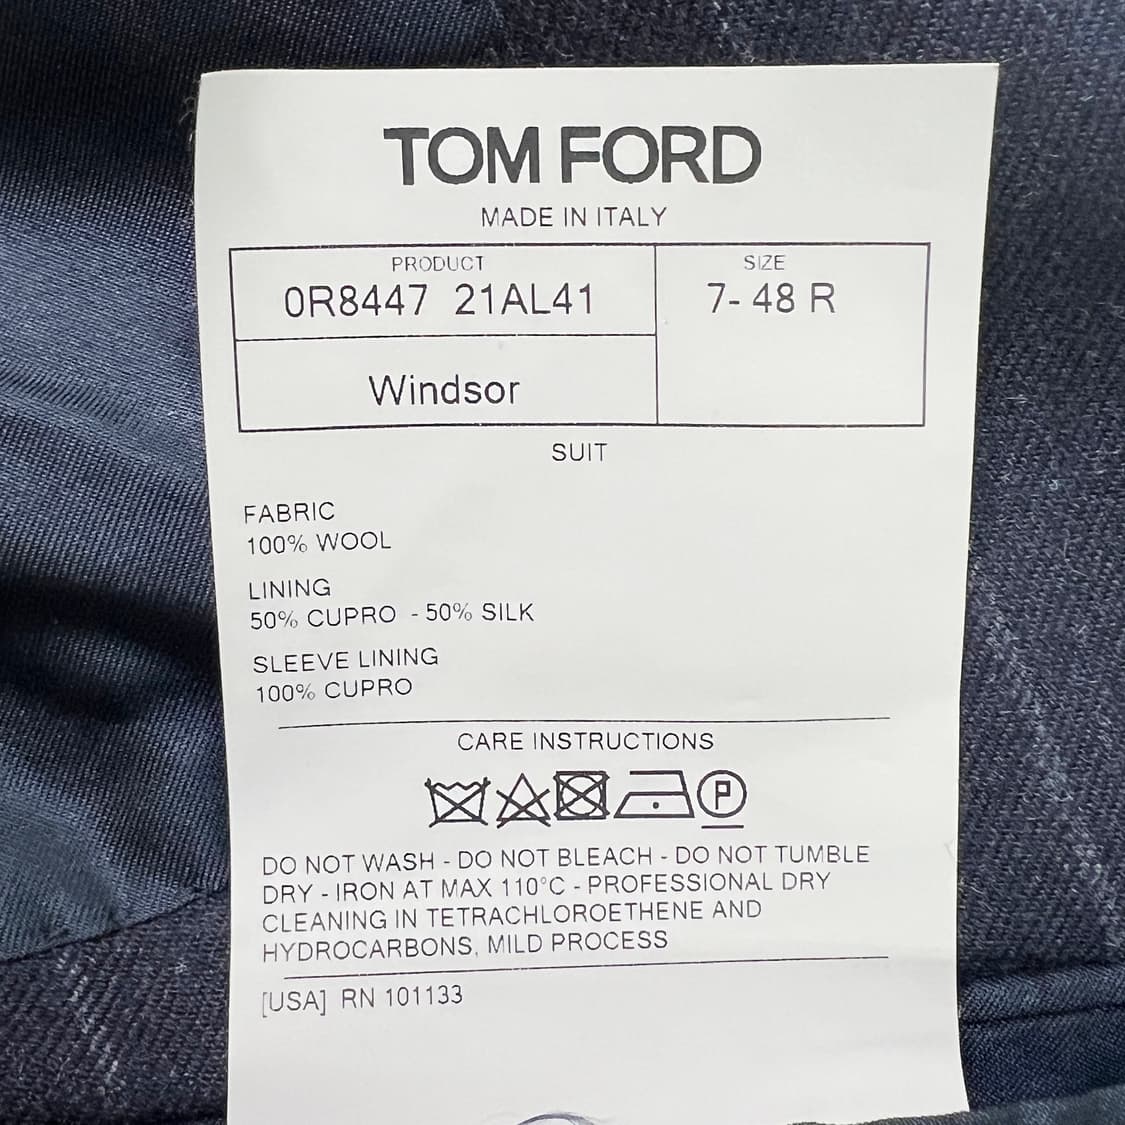 TOM FORD
MADE IN ITALY
PRODUCT
0R8447 21AL41
SIZE
7- 48 R
Windsor
SUIT
FABRIC
100% WOOL
LINING
50% CUPRO - 50% SILK
SLEEVE LINING
100% CUPRO
CARE INSTRUCTIONS
P
DO NOT WASH - DO NOT BLEACH - DO NOT TUMBLE
DRY - IRON AT MAX 110°C - PROFESSIONAL DRY
CLEANING IN TETRACHLOROETHENE AND
HYDROCARBONS, MILD PROCESS
[USA] RN 101133